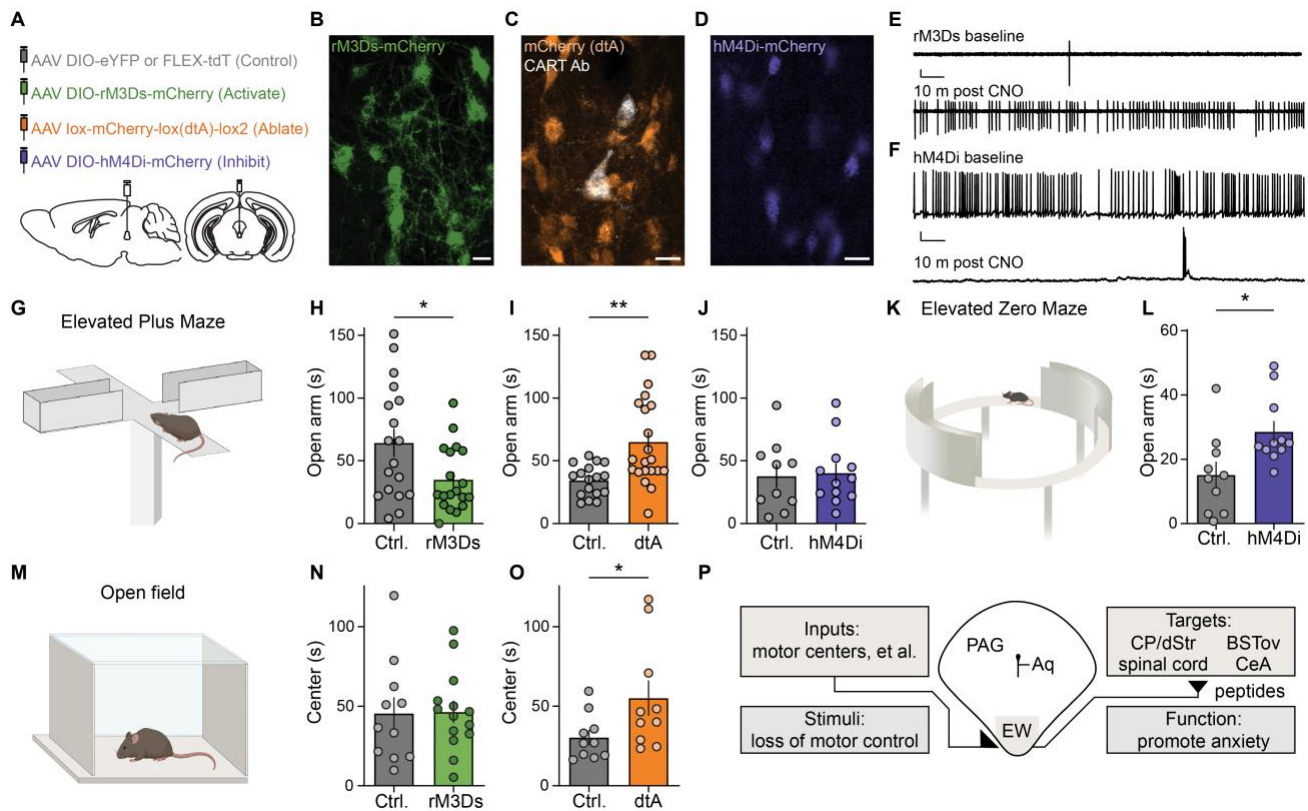 A
AAV DIO-eYFP or FLEX-tdT (Control)
AAV DIO-rM3Ds-mCherry (Activate)
AAV lox-mCherry-lox(dtA)-lox2 (Ablate)
AAV DIO-hM4Di-mCherry (Inhibit)
B
rM3Ds-mCherry
C
mCherry (dtA)
CART Ab
D
hM4Di-mCherry
E
rM3Ds baseline
10 m post CNO
F
hM4Di baseline
10 m post CNO
G
Elevated Plus Maze
H
*
Open arm (s)
150
100
50
0
Ctrl.
rM3Ds
I
**
Open arm (s)
150
100
50
0
Ctrl.
dtA
J
Open arm (s)
150
100
50
0
Ctrl.
hM4Di
K
Elevated Zero Maze
L
*
Open arm (s)
60
40
20
0
Ctrl.
hM4Di
M
Open field
N
Center (s)
100
50
0
Ctrl.
rM3Ds
O
*
Center (s)
100
50
0
Ctrl.
dtA
P
Inputs:
motor centers, et al.
Stimuli:
loss of motor control
PAG
Aq
EW
Targets:
CP/dStr BSTov
spinal cord CeA
peptides
Function:
promote anxiety